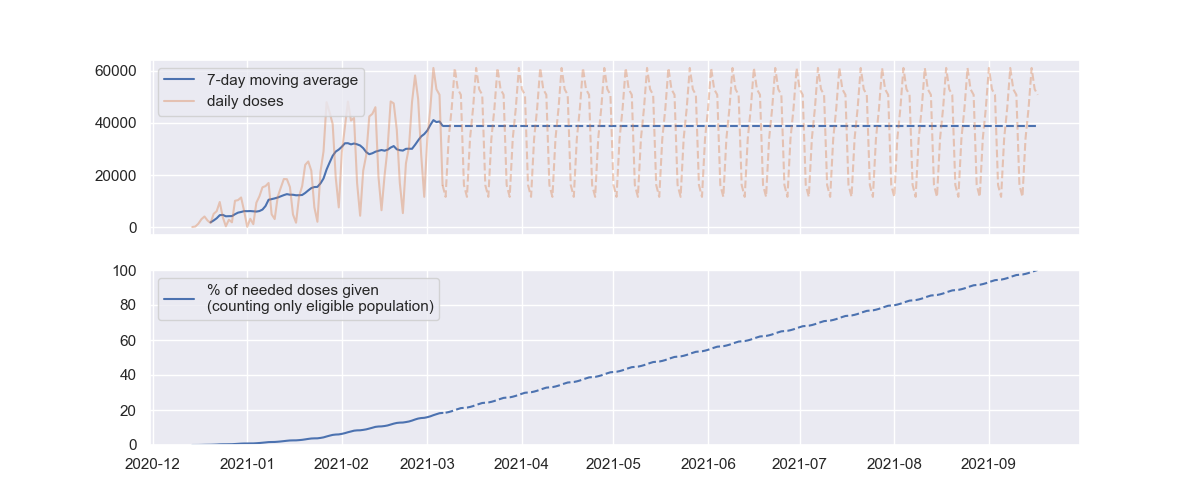 60000
40000
20000
0
7-day moving average
daily doses
100
80
60
40
20
0
% of needed doses given
(counting only eligible population)
2020-12 2021-01 2021-02 2021-03 2021-04 2021-05 2021-06 2021-07 2021-08 2021-09